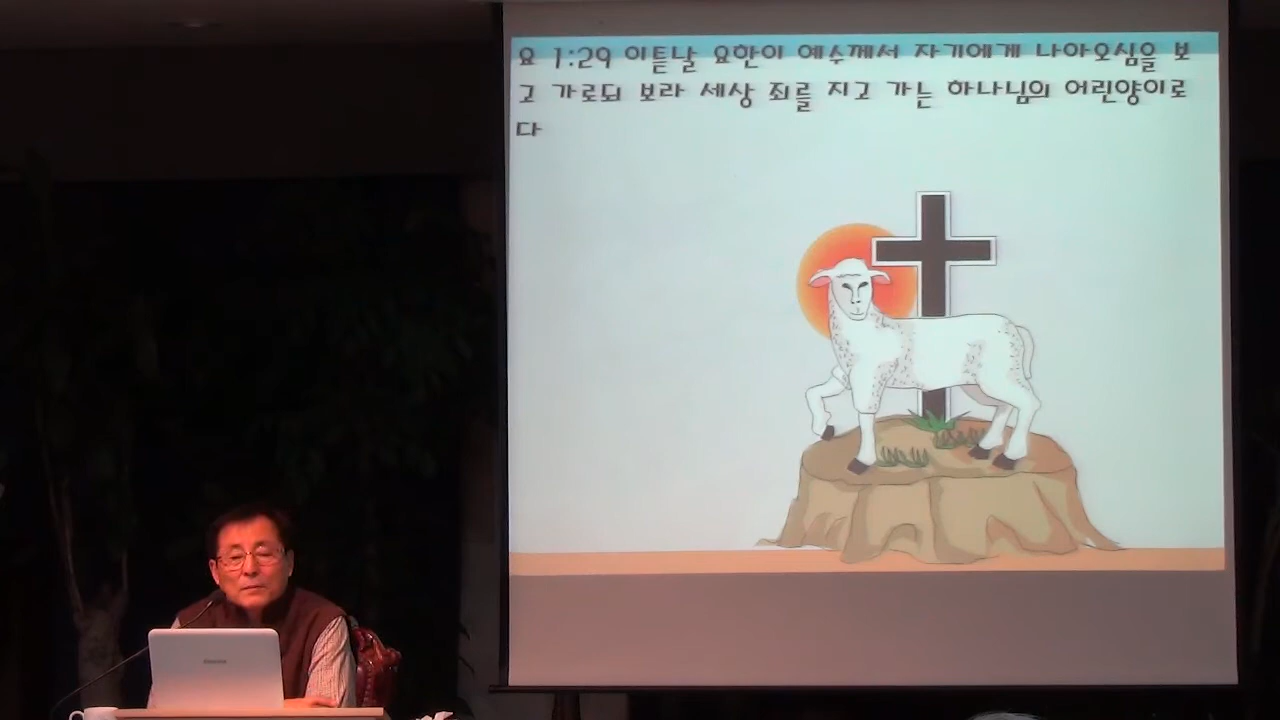 요 1:29 이튿날 요한이 예수께서 자기에게 나아오심을 보
고 가로되 보라 세상 죄를 지고 가는 하나님의 어린양이로
다